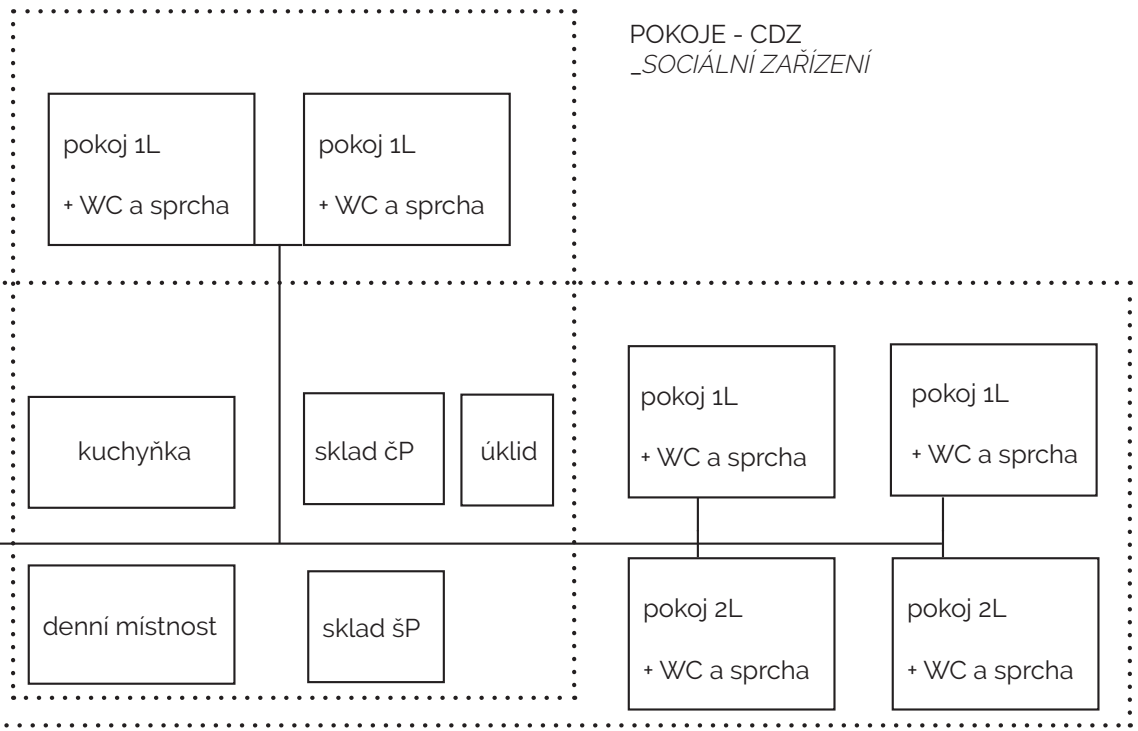 POKOJE - CDZ
_SOCIÁLNÍ ZAŘÍZENÍ
pokoj 1L
+ WC a sprcha
pokoj 1L
+ WC a sprcha
kuchyňka
sklad čP
úklid
pokoj 1L
+ WC a sprcha
pokoj 1L
+ WC a sprcha
denní místnost
sklad šP
pokoj 2L
+ WC a sprcha
pokoj 2L
+ WC a sprcha